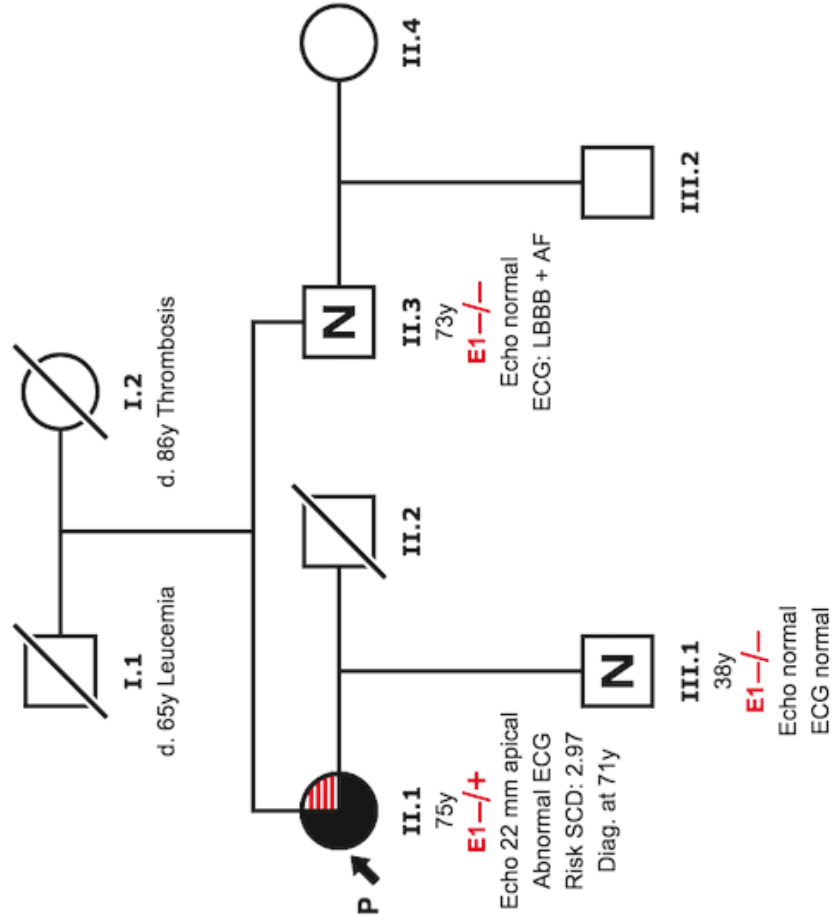 I.1
d. 65y Leucemia
I.2
d. 86y Thrombosis
P
II.1
75y
E1–/+
Echo 22 mm apical
Abnormal ECG
Risk SCD: 2.97
Diag. at 71y
II.2
N
II.3
73y
E1–/–
Echo normal
ECG: LBBB + AF
II.4
N
III.1
38y
E1–/–
Echo normal
ECG normal
III.2